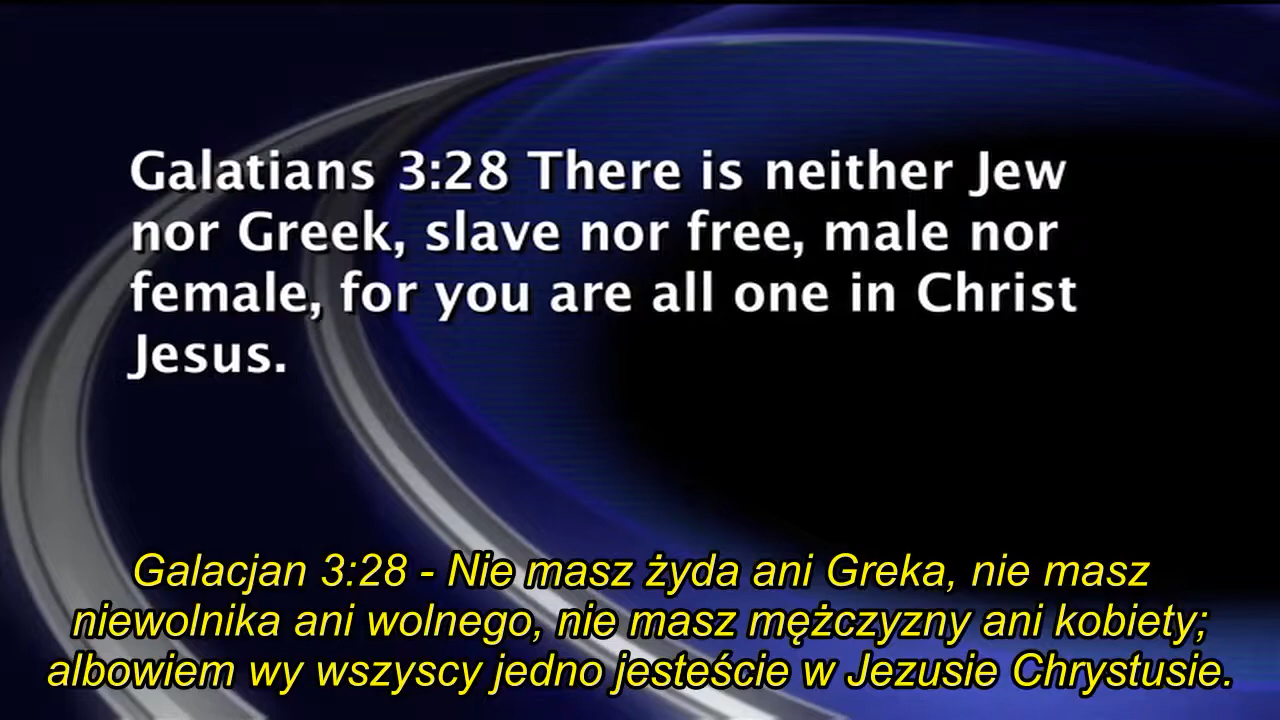 Galatians 3:28 There is neither Jew
nor Greek, slave nor free, male nor
female, for you are all one in Christ
Jesus.
Galacjan 3:28 - Nie masz żyda ani Greka, nie masz
niewolnika ani wolnego, nie masz mężczyzny ani kobiety;
albowiem wy wszyscy jedno jesteście w Jezusie Chrystusie.